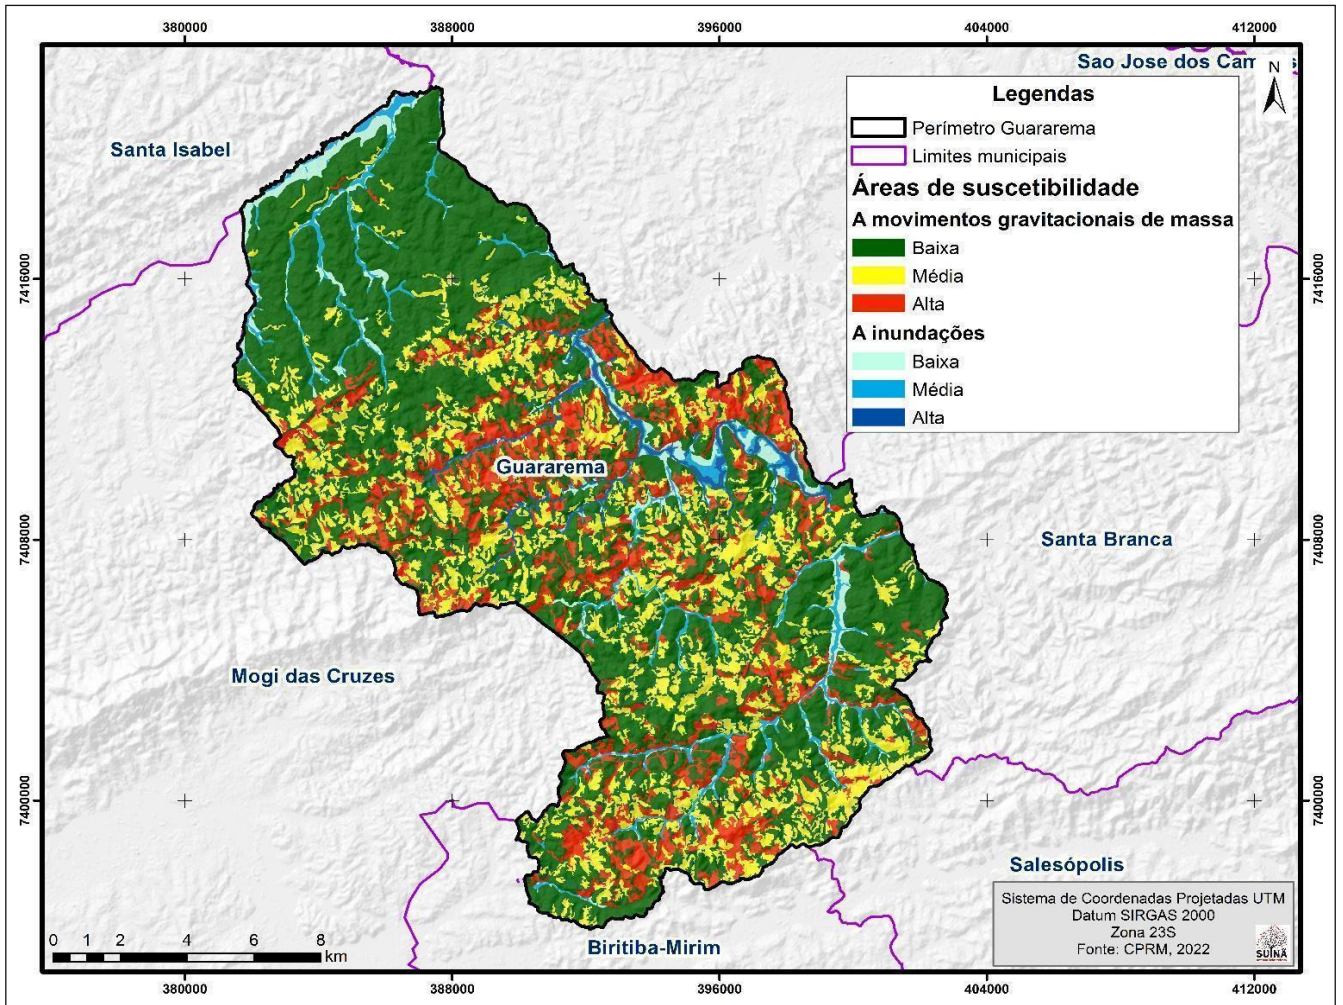 380000
388000
396000
404000
412000
Sao Jose dos Cam
s
N
Legendas
Perímetro Guararema
Limites municipais
Áreas de suscetibilidade
A movimentos gravitacionais de massa
Baixa
Média
Alta
A inundações
Baixa
Média
Alta
Santa Isabel
7416000
7416000
Guararema
7408000
7408000
Santa Branca
Mogi das Cruzes
7400000
7400000
Salesópolis
Biritiba-Mirim
0 1 2 4 6 8
km
Sistema de Coordenadas Projetadas UTM
Datum SIRGAS 2000
Zona 23S
Fonte: CPRM, 2022
SUINÃ
380000
388000
396000
404000
412000